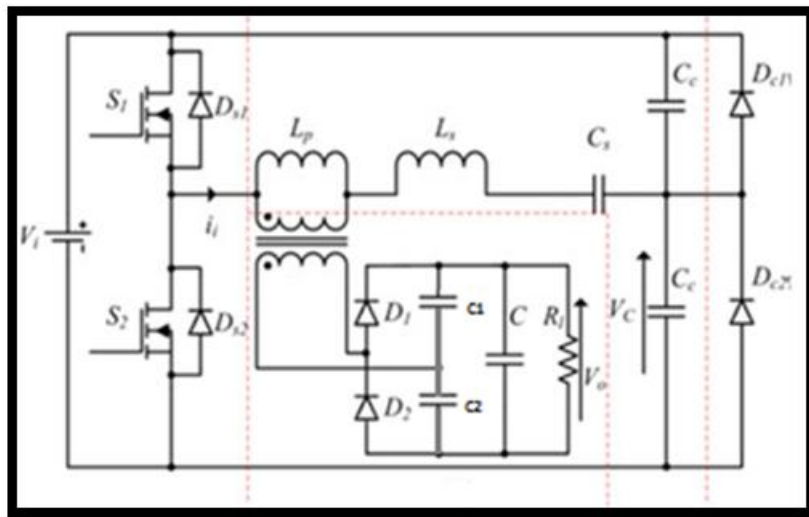 S1
Ds1
Lp
Ls
Cs
Cc
Dc1
Vi
+
ii
S2
Ds2
D1
C1
C
Rl
Vo
VC
Cc
Dc2
D2
C2